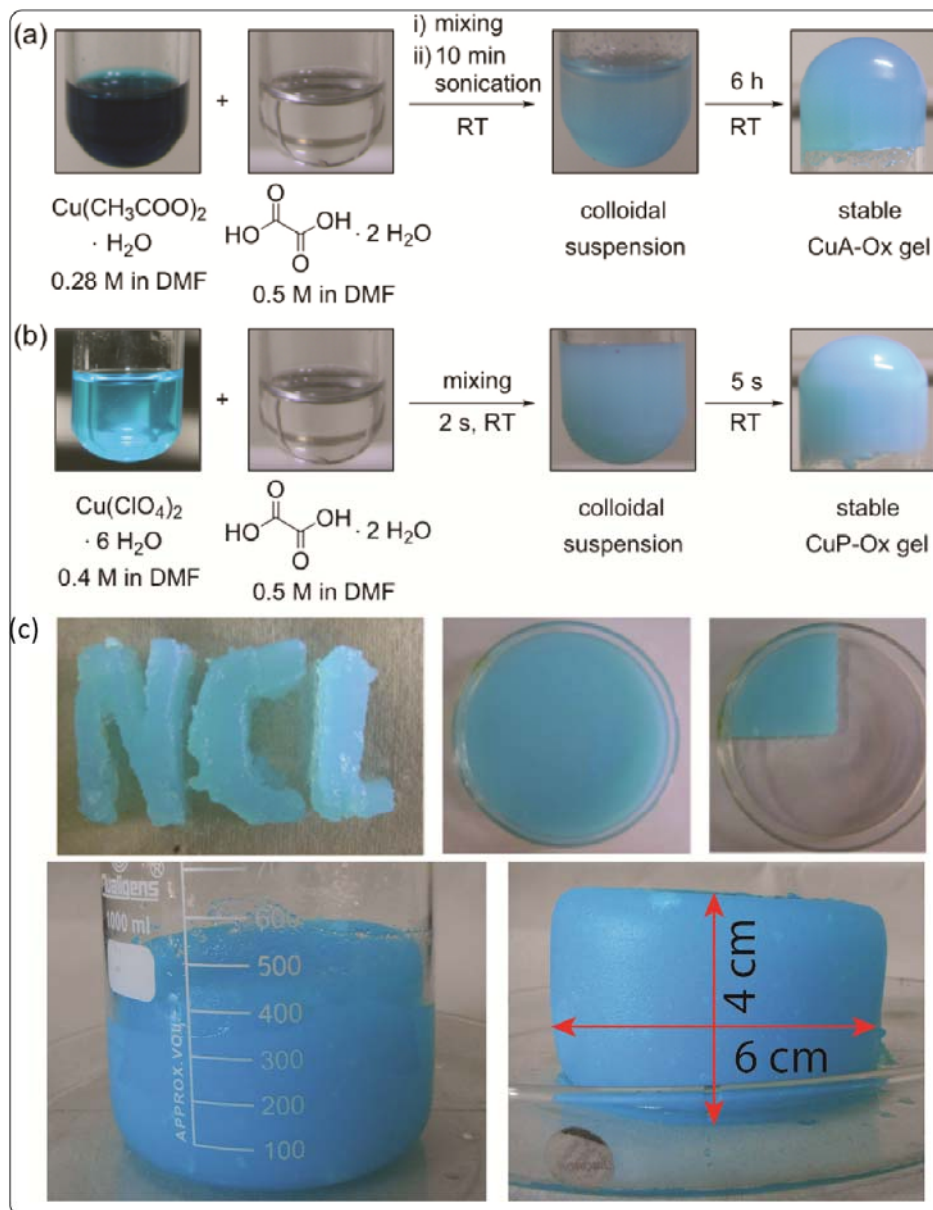 (a)
i) mixing
ii) 10 min
sonication
+
RT
6 h
RT
Cu(CH3COO)2
· H2O
0.28 M in DMF
O
HO
OH
O
· 2 H2O
0.5 M in DMF
colloidal
suspension
stable
CuA-Ox gel
(b)
+
mixing
2 s, RT
5 s
RT
Cu(ClO4)2
· 6 H2O
0.4 M in DMF
O
HO
OH
O
· 2 H2O
0.5 M in DMF
colloidal
suspension
stable
CuP-Ox gel
(c)
NCL
1000 ml
APPROX.VOL.
600
500
400
300
200
100
4 cm
6 cm